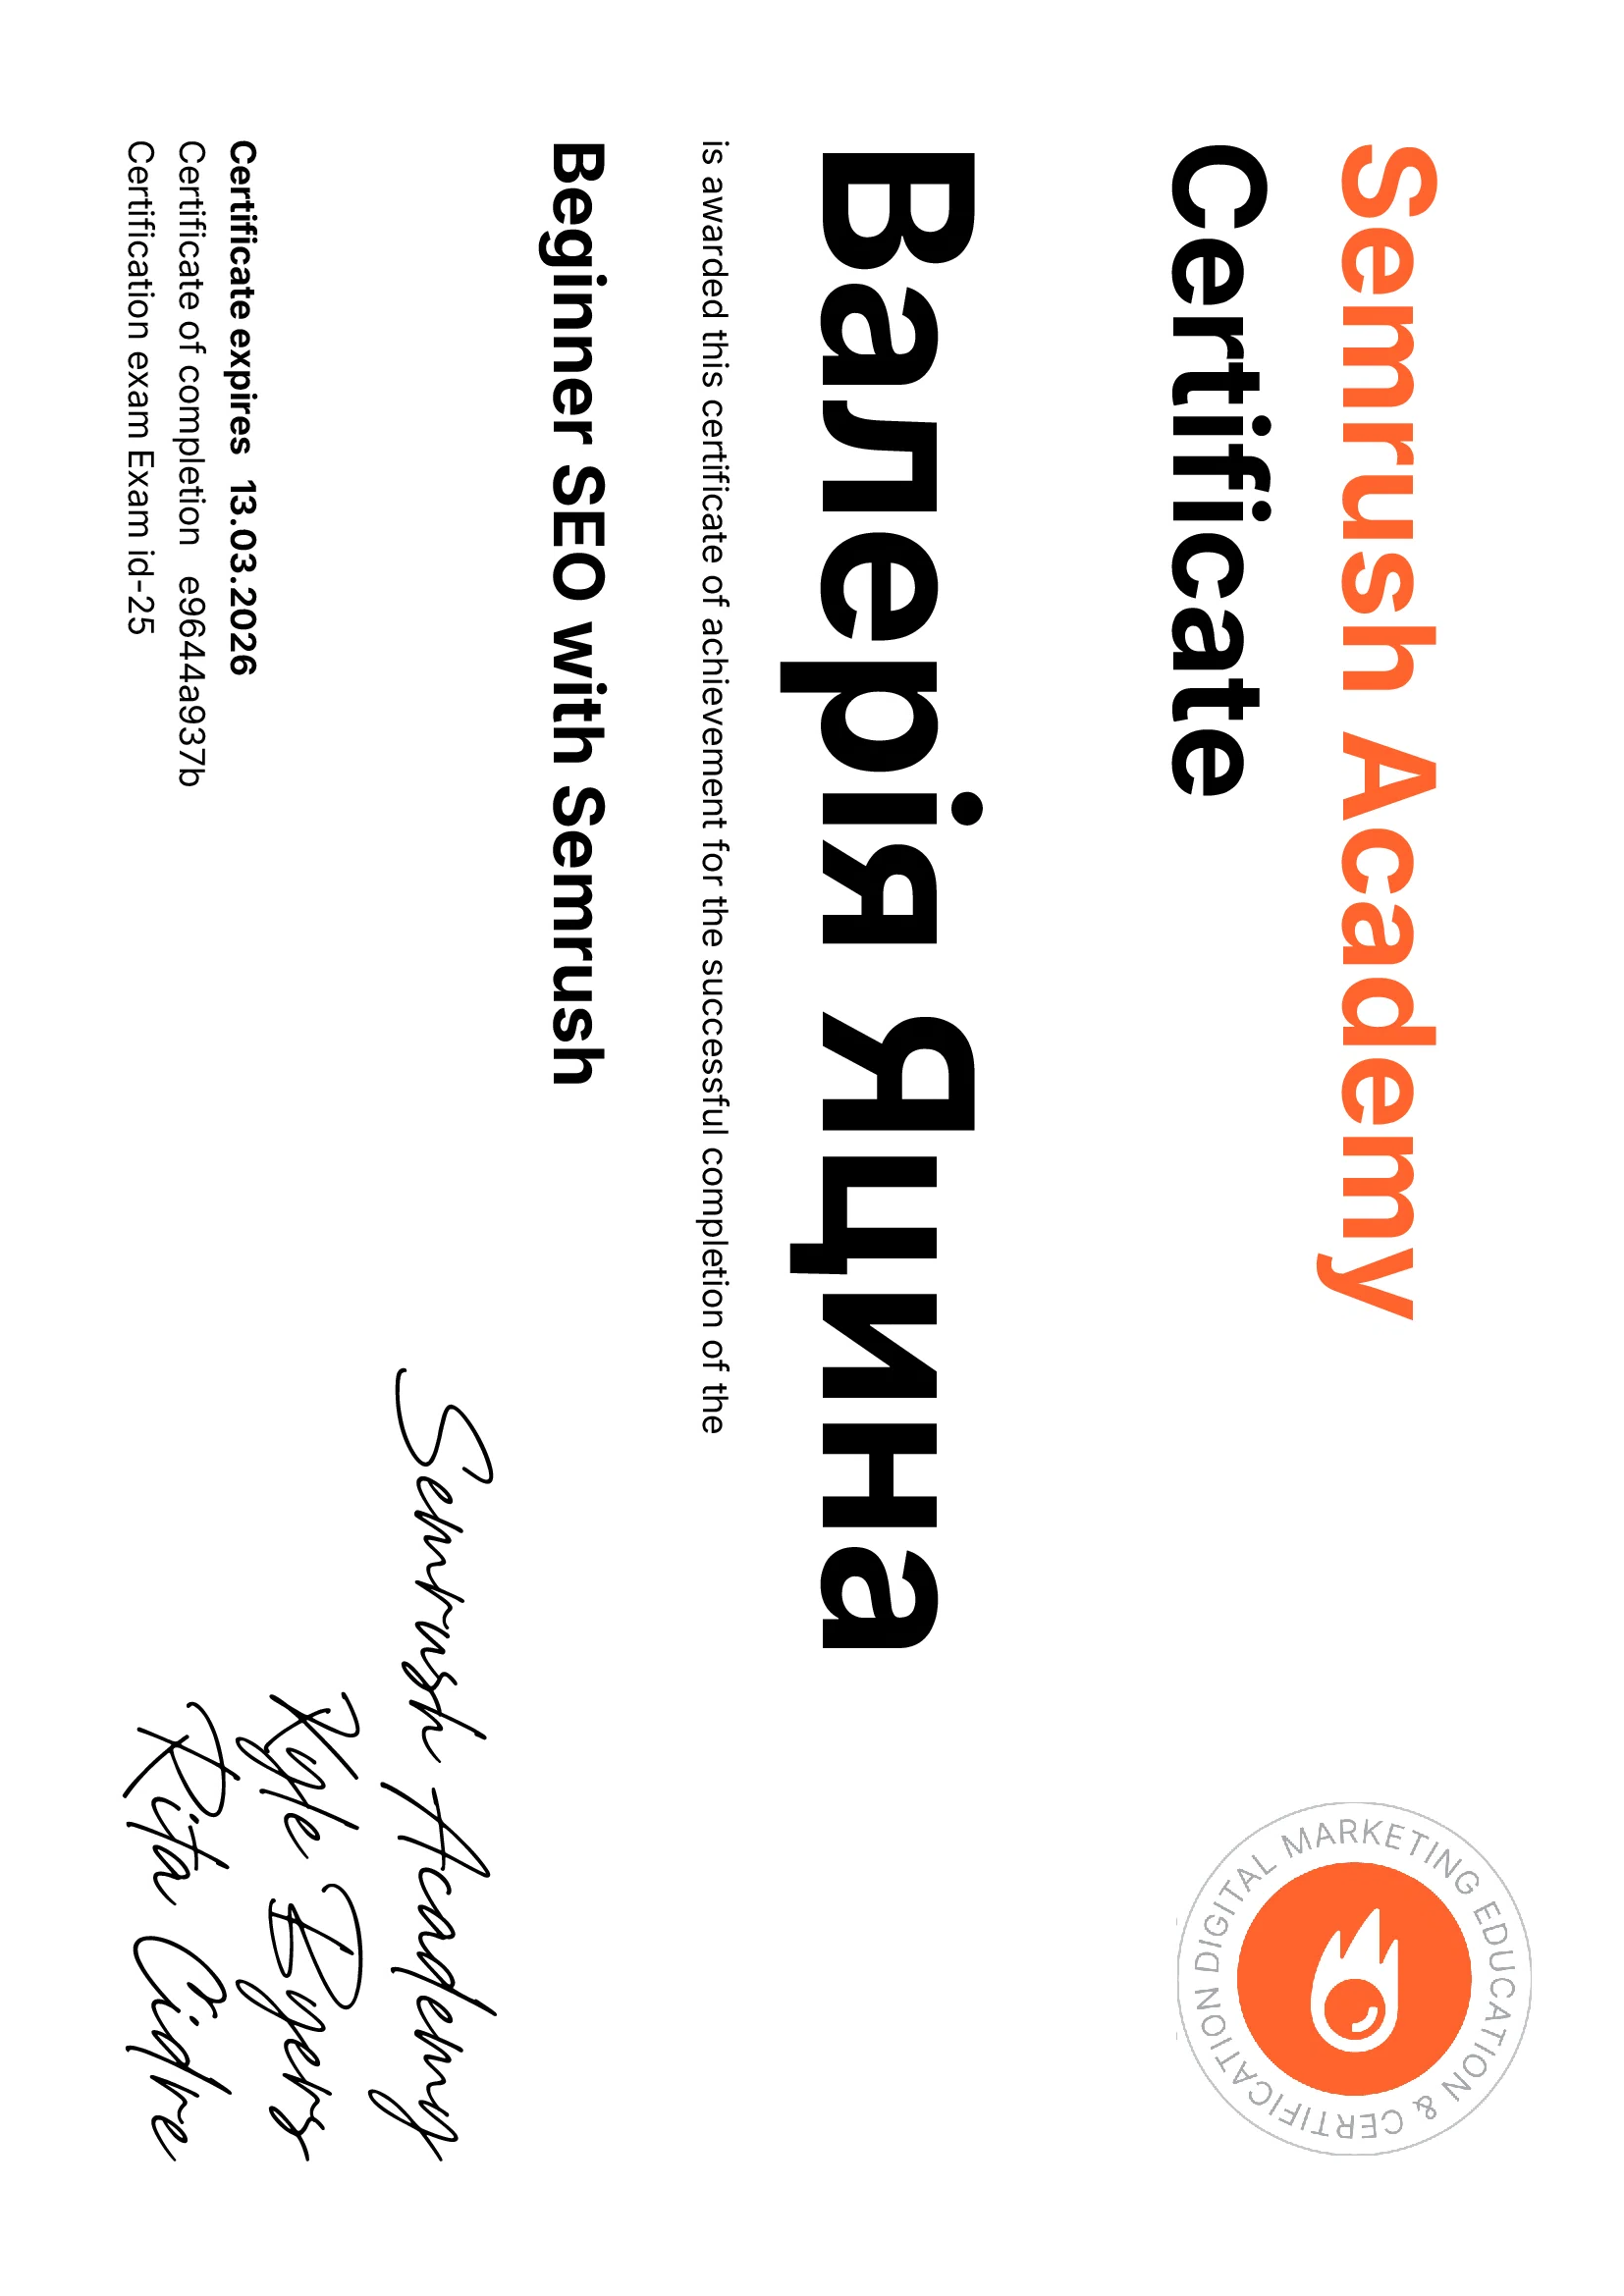 Semrush Academy
Certificate
DIGITAL MARKETING EDUCATION & CERTIFICATION
Валерія Яцина
is awarded this certificate of achievement for the successful completion of the
Beginner SEO with Semrush
Semrush Academy
Kyle Byers
Rita Cidre
Certificate expires 13.03.2026
Certificate of completion e9644a937b
Certification exam Exam id-25